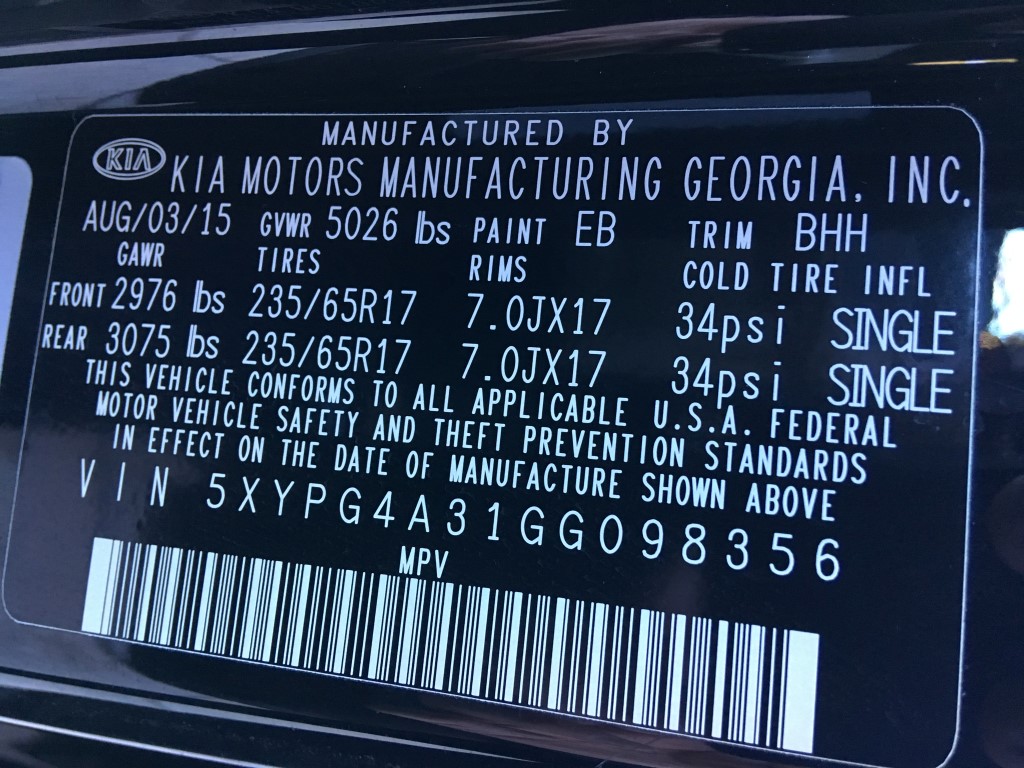 MANUFACTURED BY
KIA KIA MOTORS MANUFACTURING GEORGIA, INC.
AUG/03/15 GVWR 5026 lbs PAINT EB TRIM BHH
GAWR TIRES RIMS COLD TIRE INFL
FRONT 2976 lbs 235/65R17 7.0JX17 34psi SINGLE
REAR 3075 lbs 235/65R17 7.0JX17 34psi SINGLE
THIS VEHICLE CONFORMS TO ALL APPLICABLE U.S.A. FEDERAL
MOTOR VEHICLE SAFETY AND THEFT PREVENTION STANDARDS
IN EFFECT ON THE DATE OF MANUFACTURE SHOWN ABOVE
VIN 5XYPG4A31GG098356
MPV